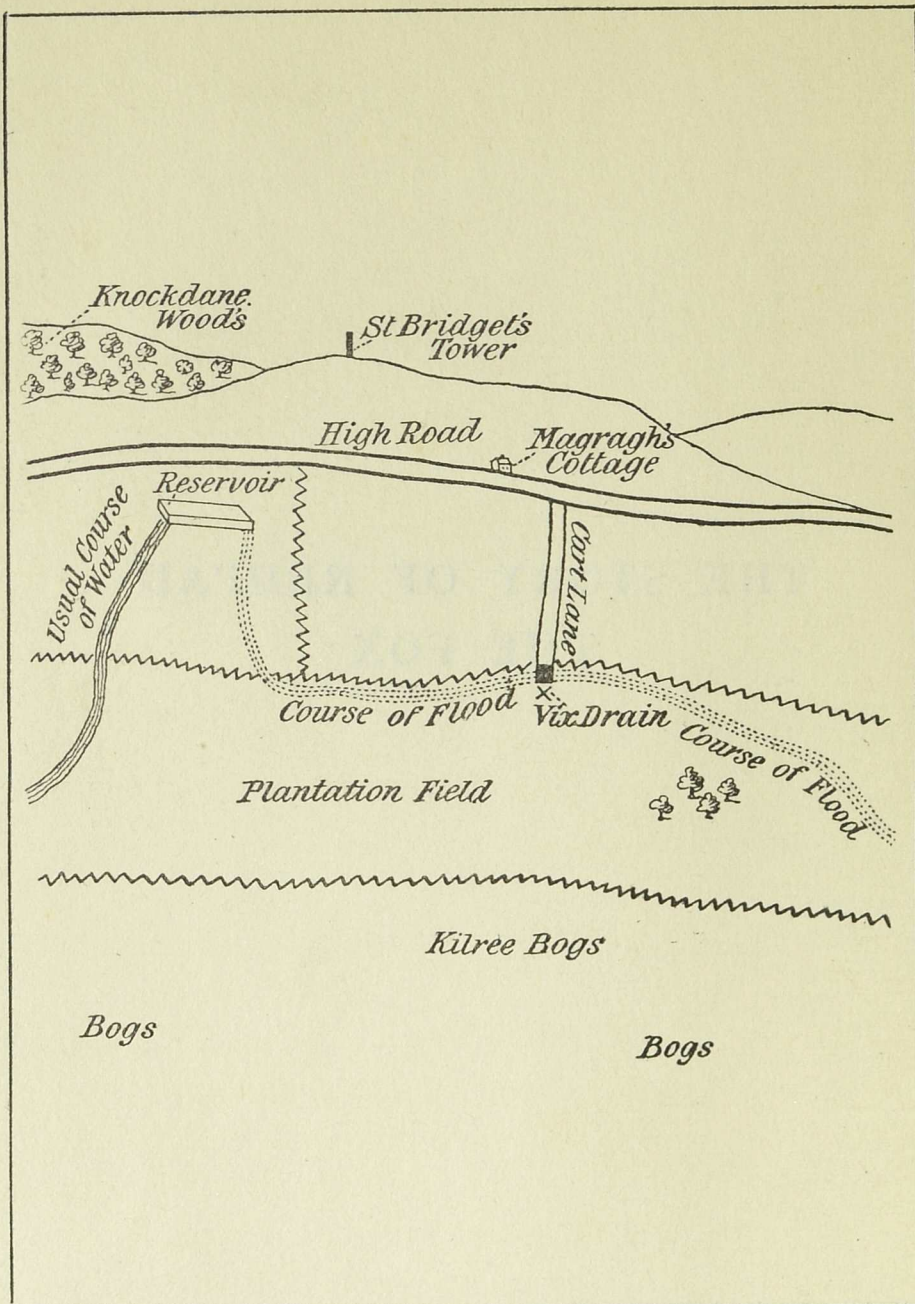 Knockdane.
Wood's
St Bridget's
Tower
High Road
Magragh's
Cottage
Reservoir
Usual Course
of Water
Cart Lane
Course of Flood
Vix Drain
Course of Flood
Plantation Field
Kilree Bogs
Bogs
Bogs